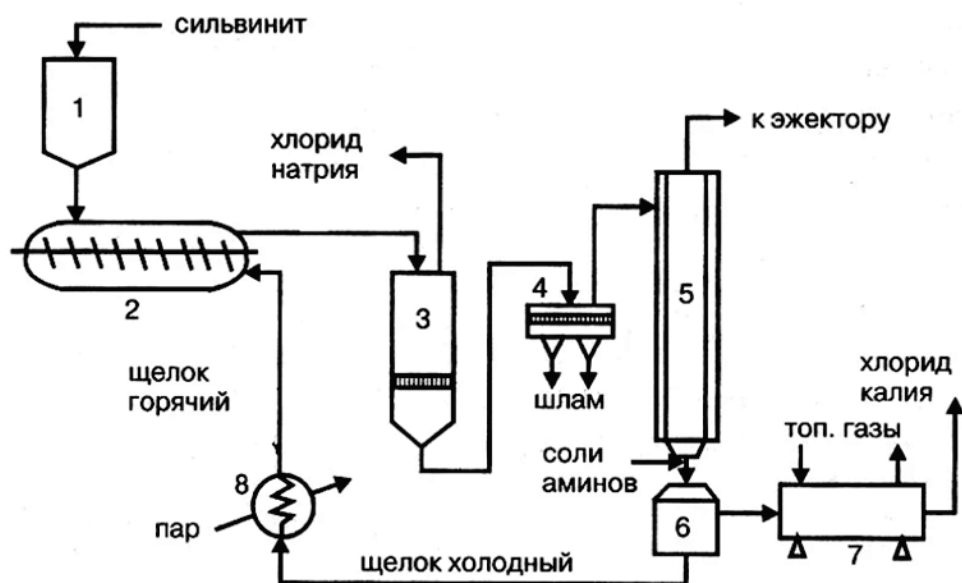 сильвинит
1
к эжектору
хлорид
натрия
2
3
4
5
щелок
горячий
шлам
хлорид
калия
топ. газы
соли
аминов
8
пар
6
7
щелок холодный